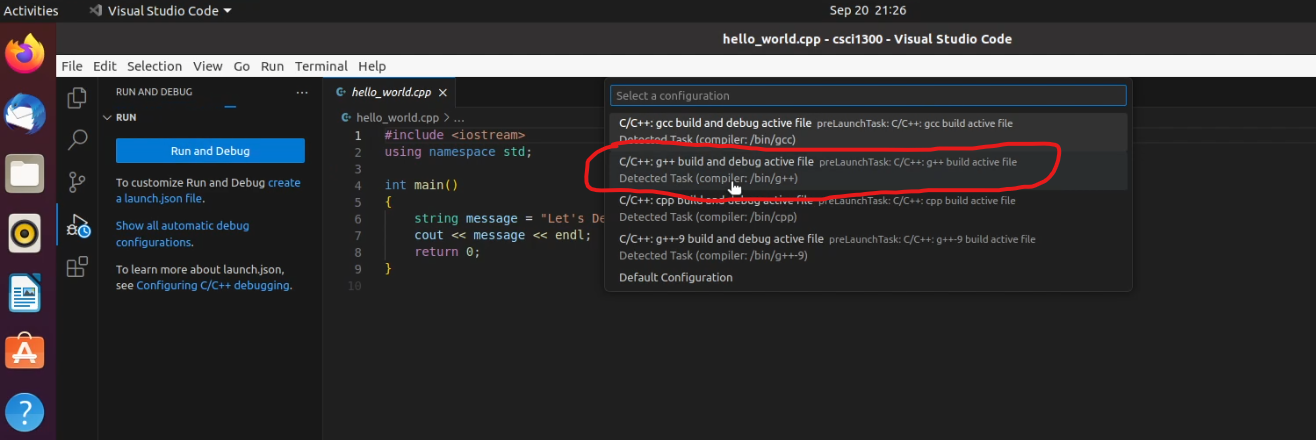 Activities Visual Studio Code Sep 20 21:26
hello_world.cpp - csci1300 - Visual Studio Code
File Edit Selection View Go Run Terminal Help
RUN AND DEBUG ...
RUN
Run and Debug
To customize Run and Debug create
a launch.json file.
Show all automatic debug
configurations.
To learn more about launch.json,
see Configuring C/C++ debugging.
hello_world.cpp ×
hello_world.cpp > ...
1 #include <iostream>
2 using namespace std;
3
4 int main()
5 {
6 string message = "Let's De
7 cout << message << endl;
8 return 0;
9 }
10
Select a configuration
C/C++: gcc build and debug active file preLaunchTask: C/C++: gcc build active file
Detected Task (compiler: /bin/gcc)
C/C++: g++ build and debug active file preLaunchTask: C/C++: g++ build active file
Detected Task (compiler: /bin/g++)
C/C++: cpp build and debug active file preLaunchTask: C/C++: cpp build active file
Detected Task (compiler: /bin/cpp)
C/C++: g++-9 build and debug active file preLaunchTask: C/C++: g++-9 build active file
Detected Task (compiler: /bin/g++-9)
Default Configuration